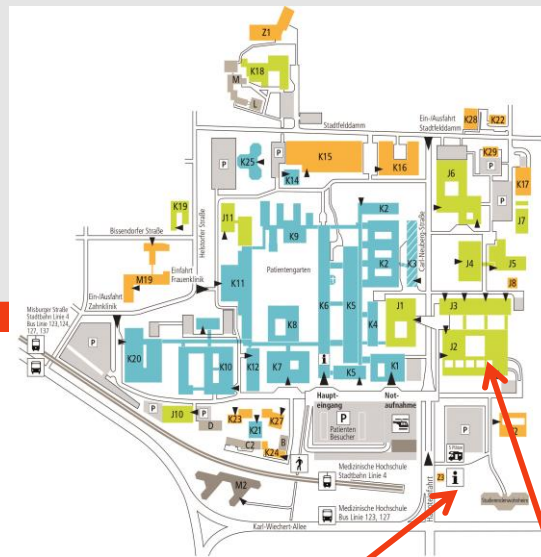 Z1
K18
M
L
Stadtfelddamm
Ein-/Ausfahrt
Stadtfelddamm
K28
K22
P
P
K15
K16
K29
P
K25
K14
J6
K17
P
K19
J11
K2
J7
Bissendorfer Straße
Helstorfer Straße
K9
Carl-Neuberg-Straße
K2
K3
J4
J5
M19
Einfahrt
Frauenklinik
Patientengarten
K11
K6
K5
J8
Ein-/Ausfahrt
Zahnklinik
Misburger Straße
Stadtbahn Linie 4
Bus Linie 123,124,
127, 137
J1
J3
K8
K4
P
K20
K10
K12
K7
i
K5
K1
J2
Haupt-
eingang
Not-
aufnahme
P
J10
D
K23
K27
K21
C2
B
K24
P
Patienten
Besucher
P
M2
Medizinische Hochschule
Stadtbahn Linie 4
Z3
i
Medizinische Hochschule
Bus Linie 123, 127
Karl-Wiechert-Allee